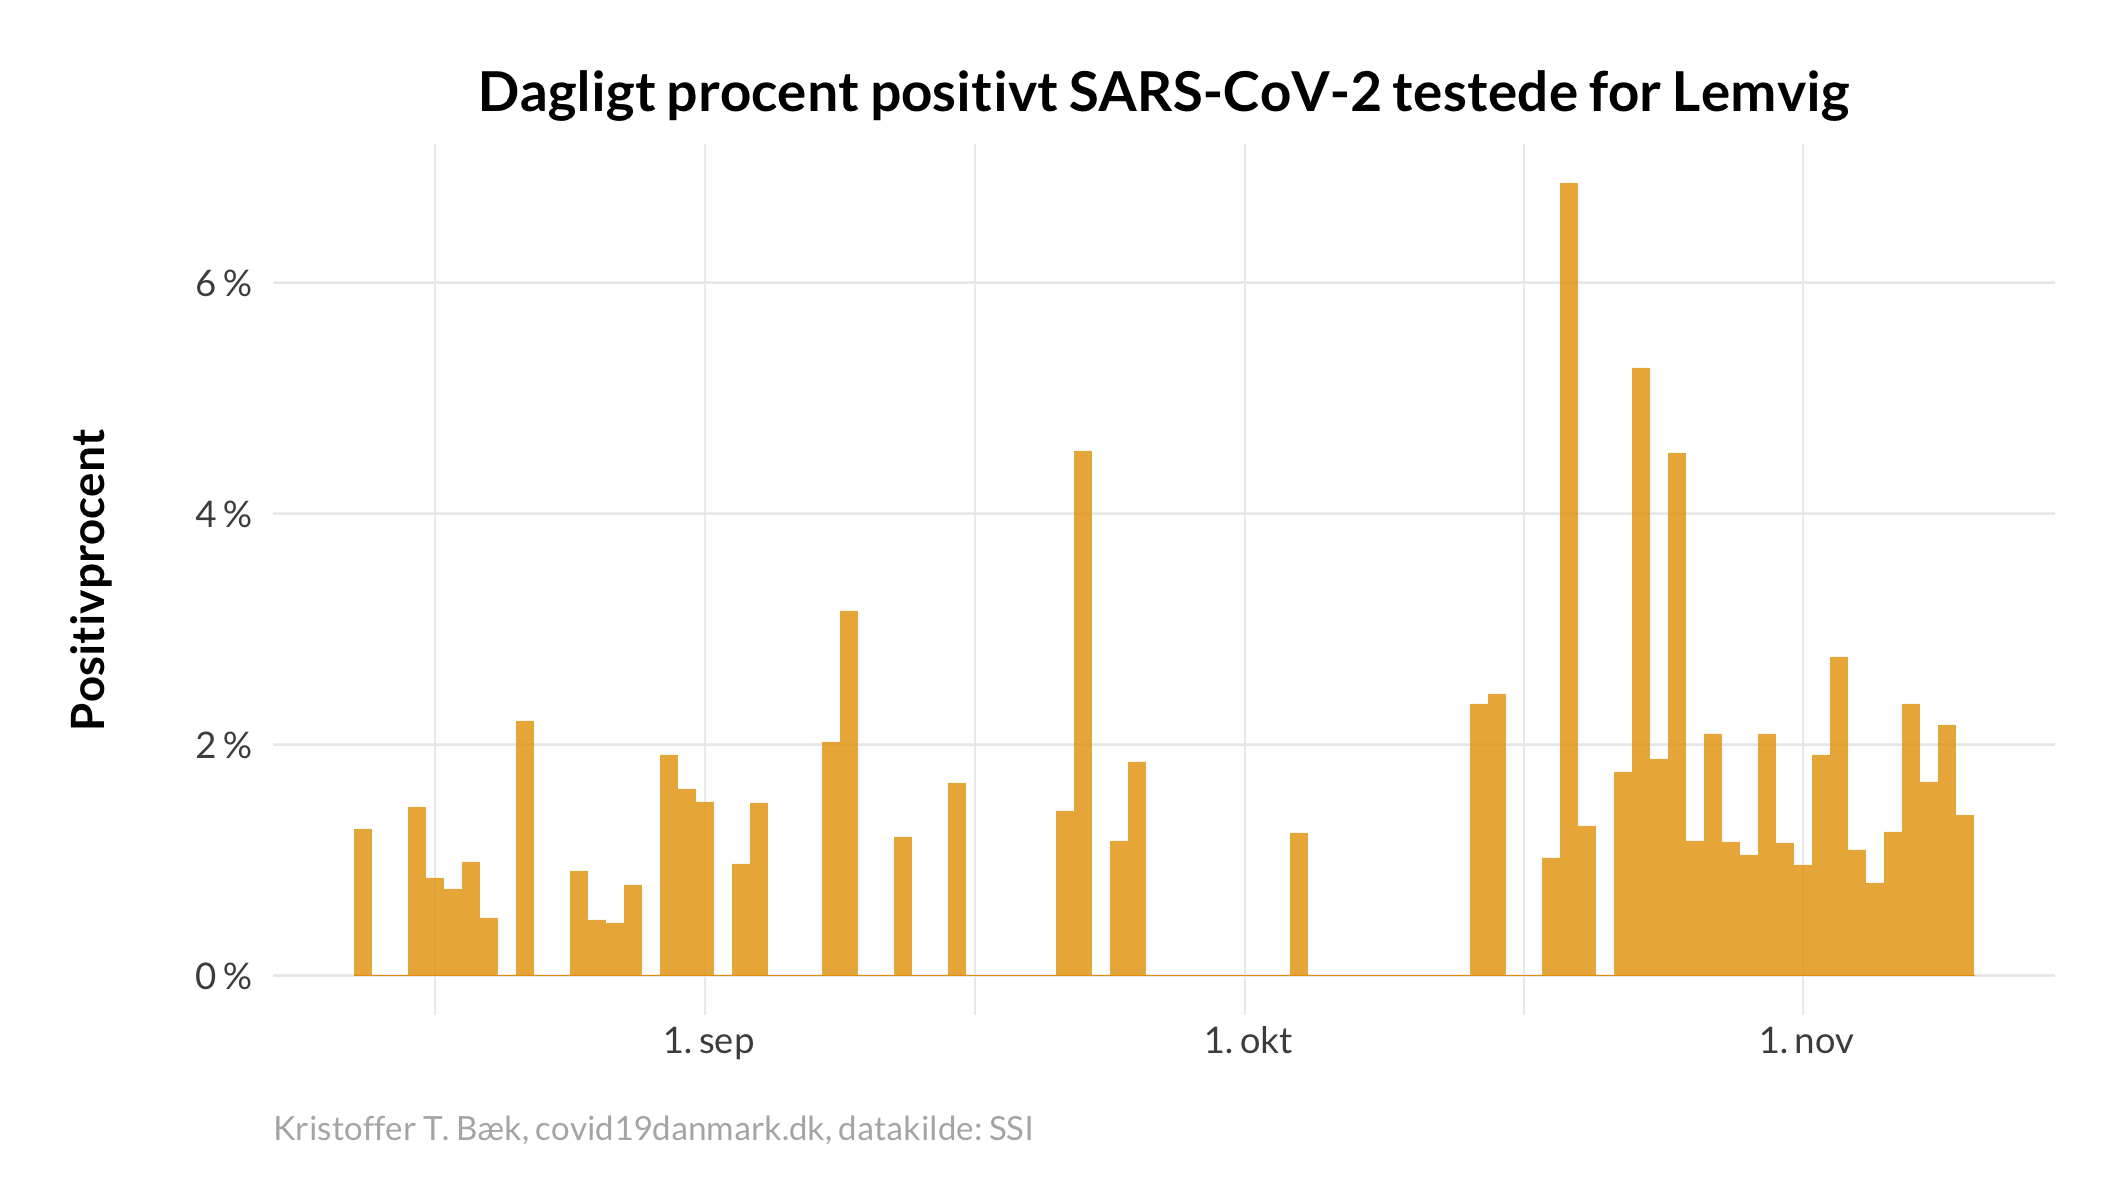 Dagligt procent positivt SARS-CoV-2 testede for Lemvig
Positivprocent
6 %
4 %
2 %
0 %
1. sep
1. okt
1. nov
Kristoffer T. Bæk, covid19danmark.dk, datakilde: SSI